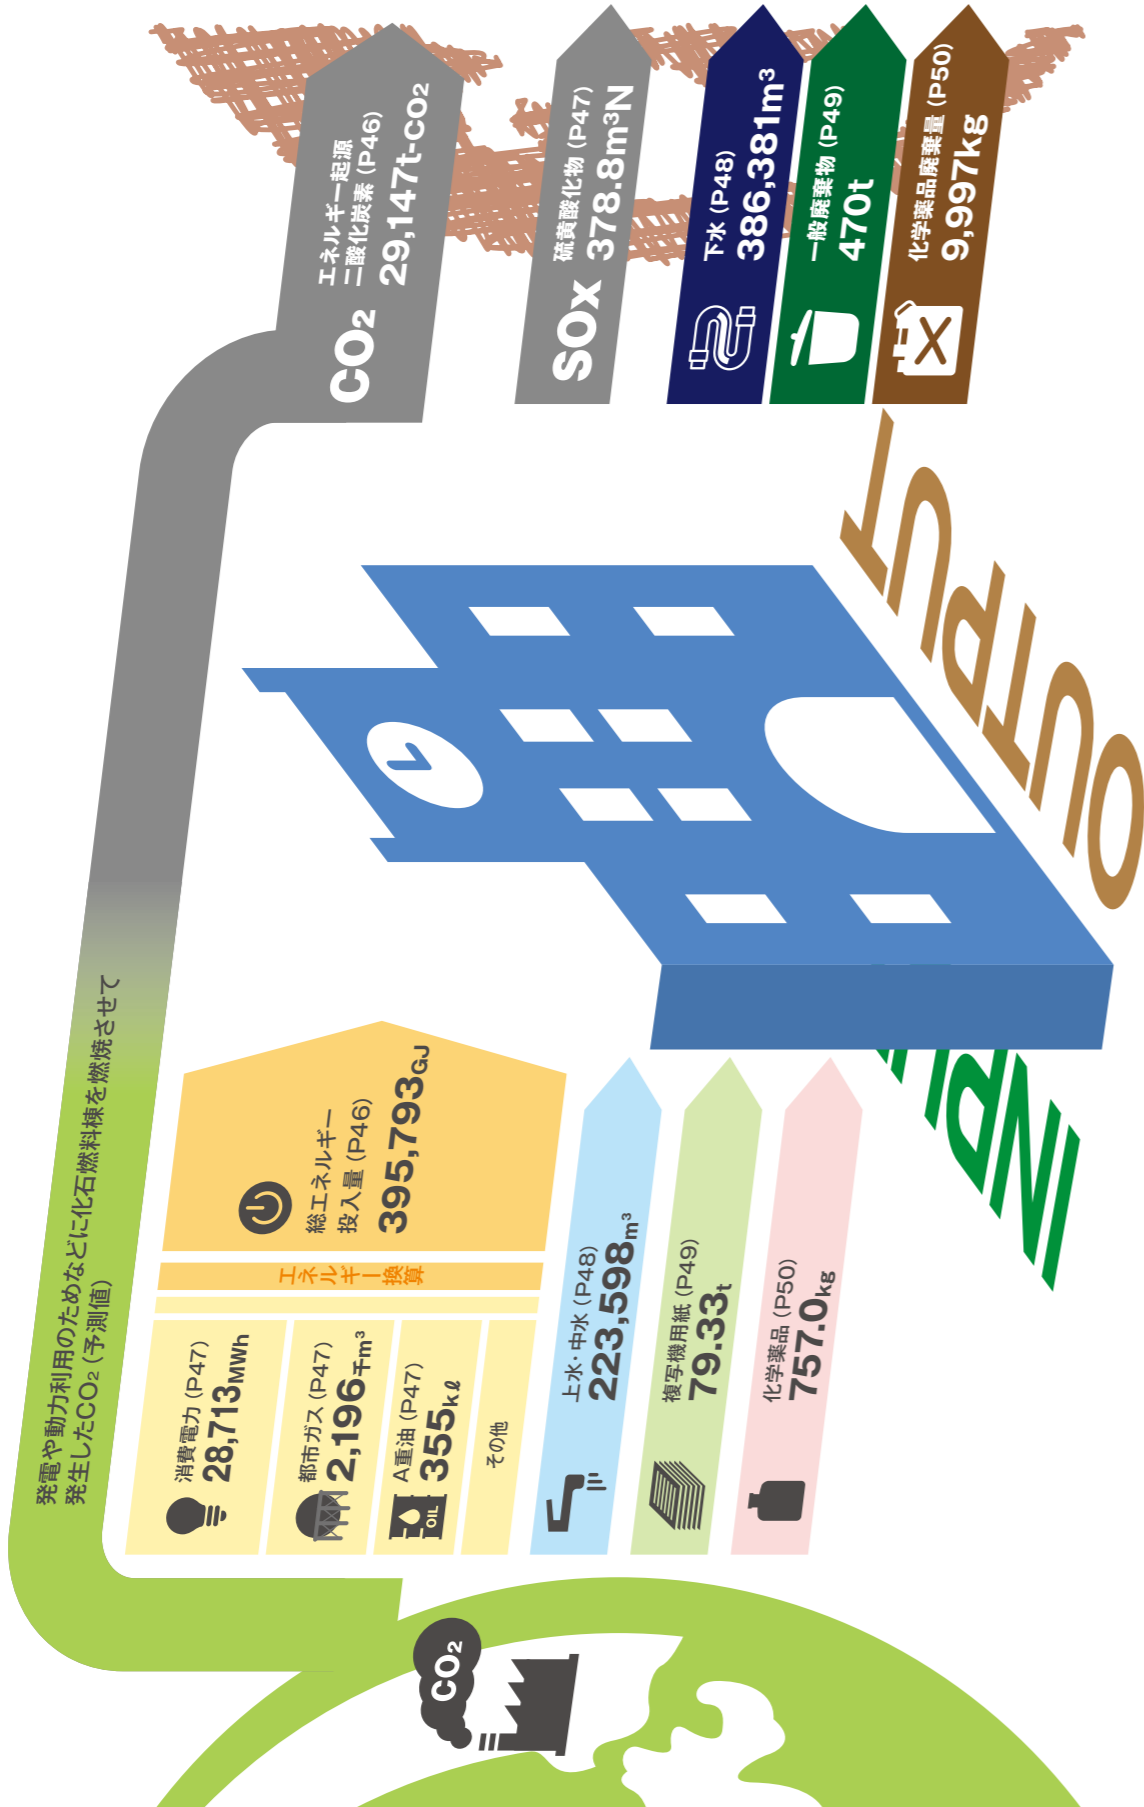 発電や動力利用のためなどに化石燃料棟を燃焼させて
発生したCO₂（予測値）
CO₂
消費電力（P47）
28,713MWh
都市ガス（P47）
2,196千m³
OIL
A重油（P47）
355kℓ
その他
エネルギー換算
総エネルギー
投入量（P46）
395,793GJ
上水・中水（P48）
223,598m³
複写機用紙（P49）
79.33t
化学薬品（P50）
757.0kg
INPU
OUTPUT
CO₂
エネルギー起源
二酸化炭素（P46）
29,147t-CO₂
SOx
硫黄酸化物（P47）
378.8m³N
下水（P48）
386,381m³
一般廃棄物（P49）
470t
化学薬品廃棄量（P50）
9,997kg